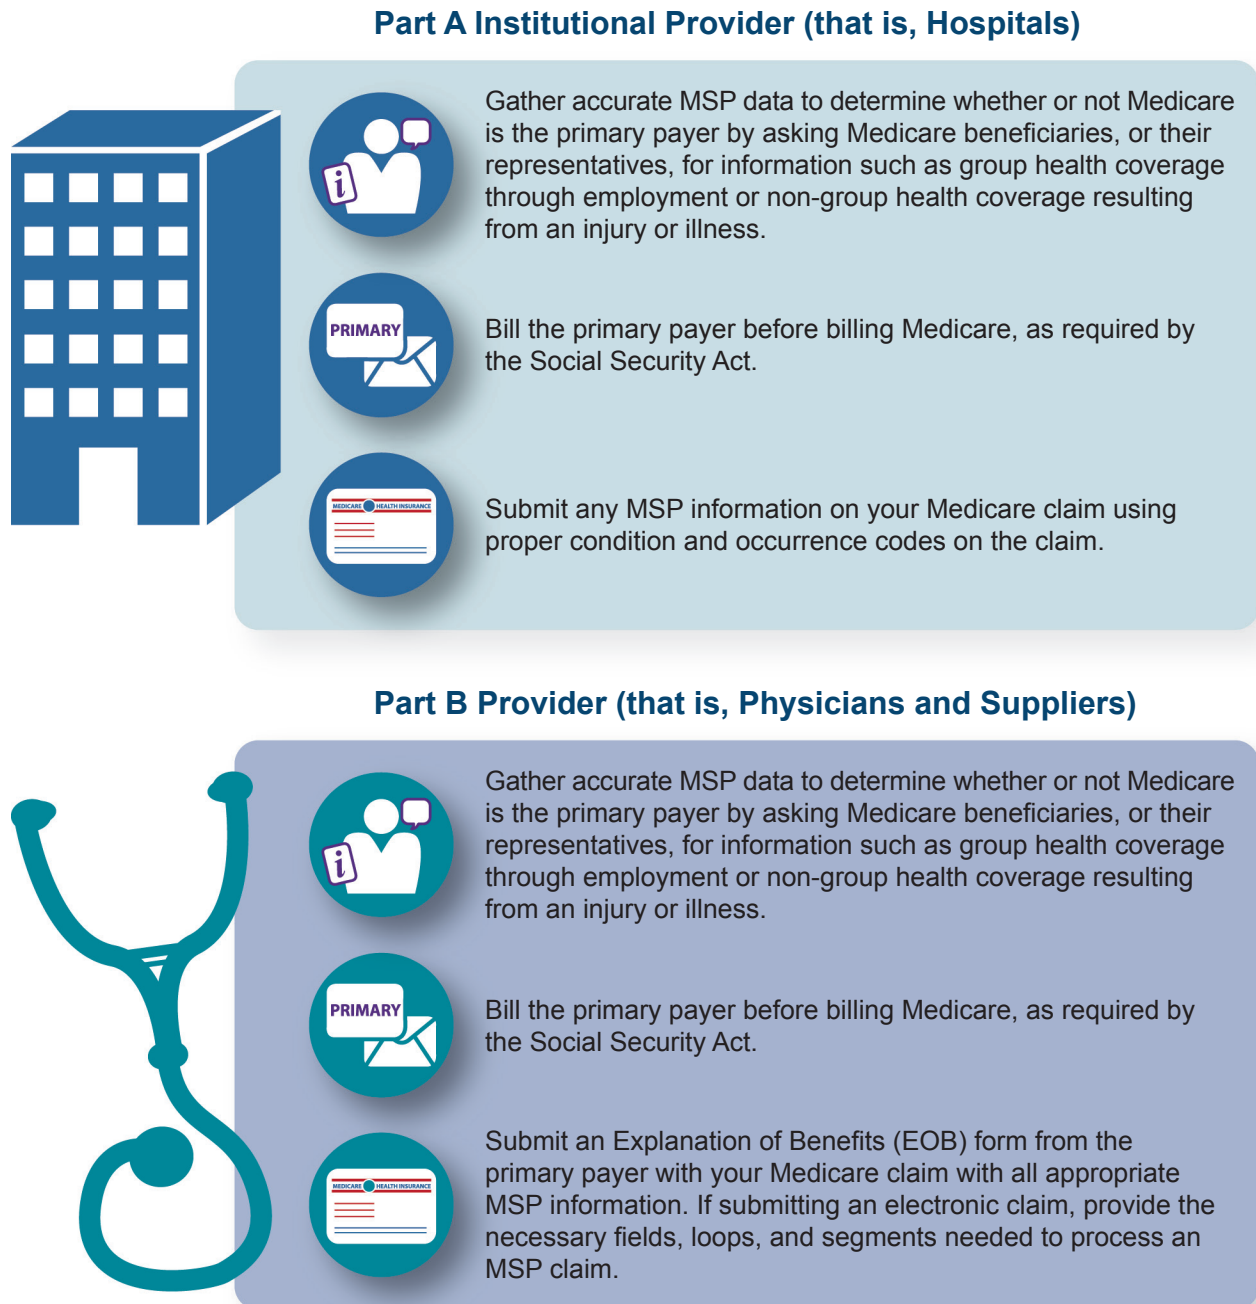 Part A Institutional Provider (that is, Hospitals)
Gather accurate MSP data to determine whether or not Medicare
is the primary payer by asking Medicare beneficiaries, or their
representatives, for information such as group health coverage
through employment or non-group health coverage resulting
from an injury or illness.
i
PRIMARY
Bill the primary payer before billing Medicare, as required by
the Social Security Act.
MEDICARE HEALTH INSURANCE
Submit any MSP information on your Medicare claim using
proper condition and occurrence codes on the claim.
Part B Provider (that is, Physicians and Suppliers)
Gather accurate MSP data to determine whether or not Medicare
is the primary payer by asking Medicare beneficiaries, or their
representatives, for information such as group health coverage
through employment or non-group health coverage resulting
from an injury or illness.
i
PRIMARY
Bill the primary payer before billing Medicare, as required by
the Social Security Act.
Submit an Explanation of Benefits (EOB) form from the
primary payer with your Medicare claim with all appropriate
MSP information. If submitting an electronic claim, provide the
necessary fields, loops, and segments needed to process an
MSP claim.
MEDICARE HEALTH INSURANCE